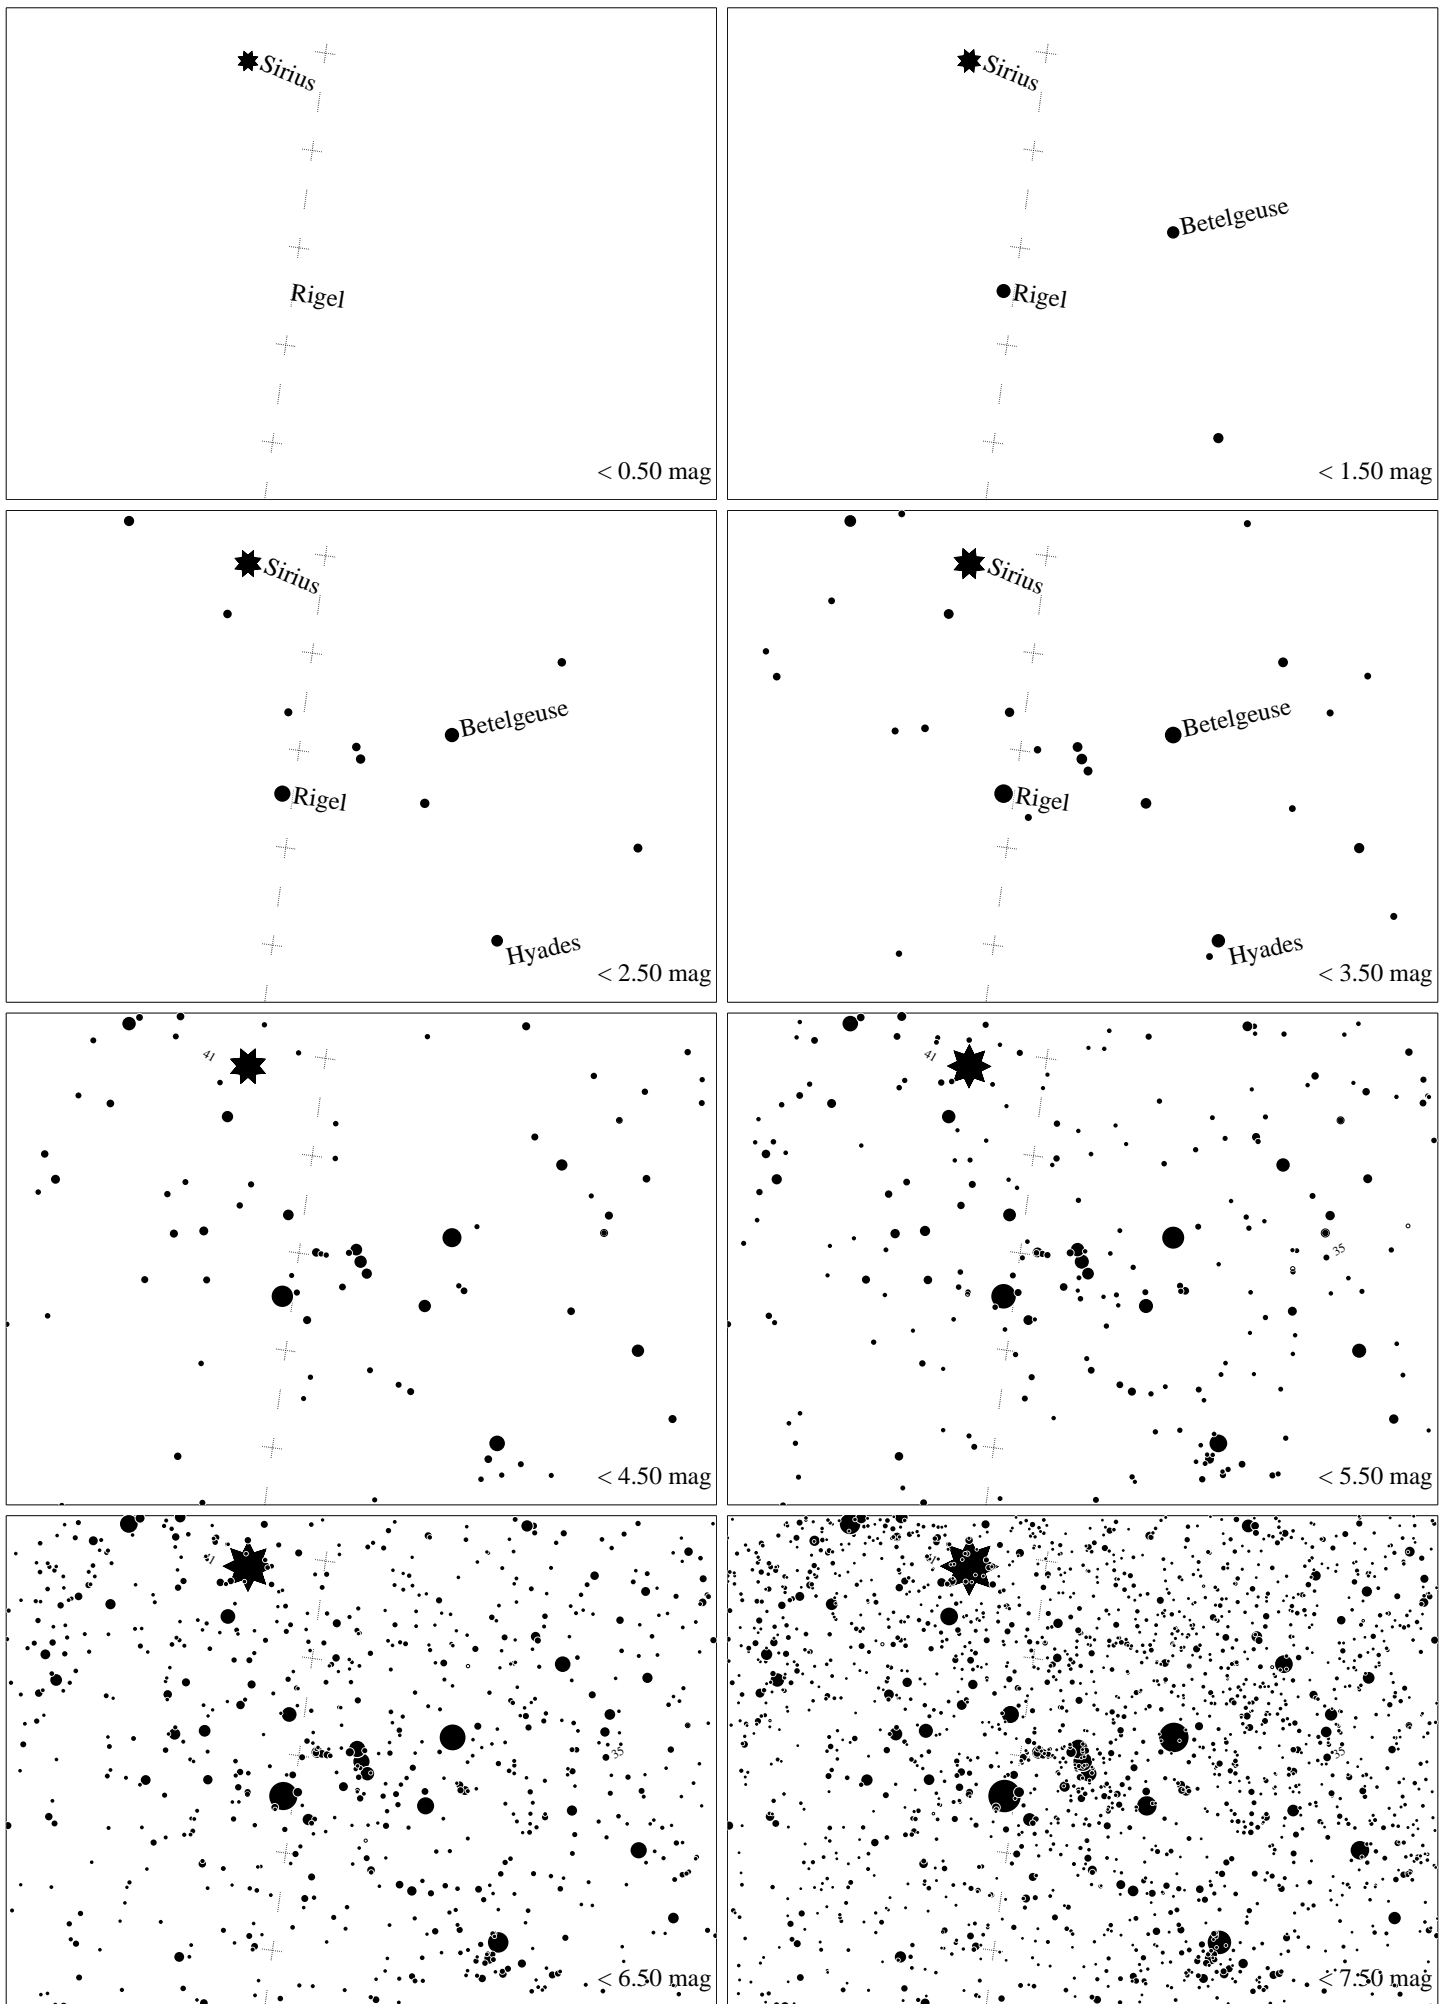 Sirius
Rigel
< 0.50 mag
Sirius
Betelgeuse
Rigel
< 1.50 mag
Sirius
Betelgeuse
Rigel
Hyades
< 2.50 mag
Sirius
Betelgeuse
Rigel
Hyades
< 3.50 mag
41
< 4.50 mag
41
35
< 5.50 mag
41
35
< 6.50 mag
41
35
< 7.50 mag